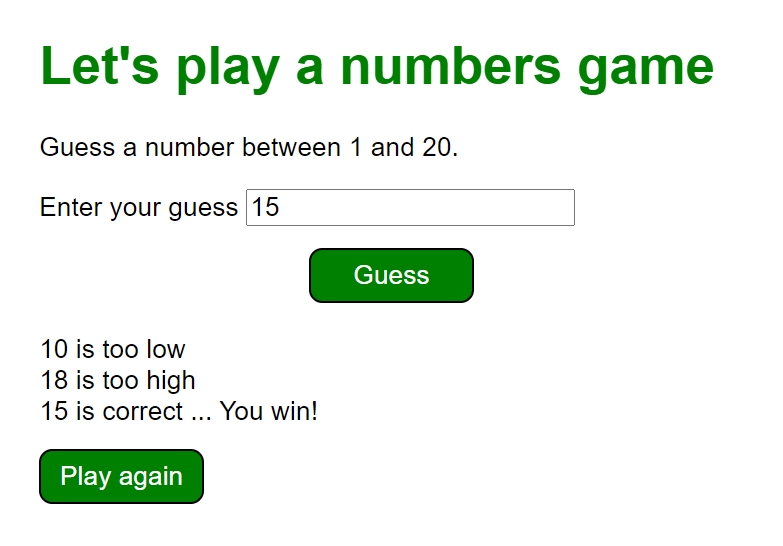 Let's play a numbers game
Guess a number between 1 and 20.
Enter your guess 15
Guess
10 is too low
18 is too high
15 is correct ... You win!
Play again